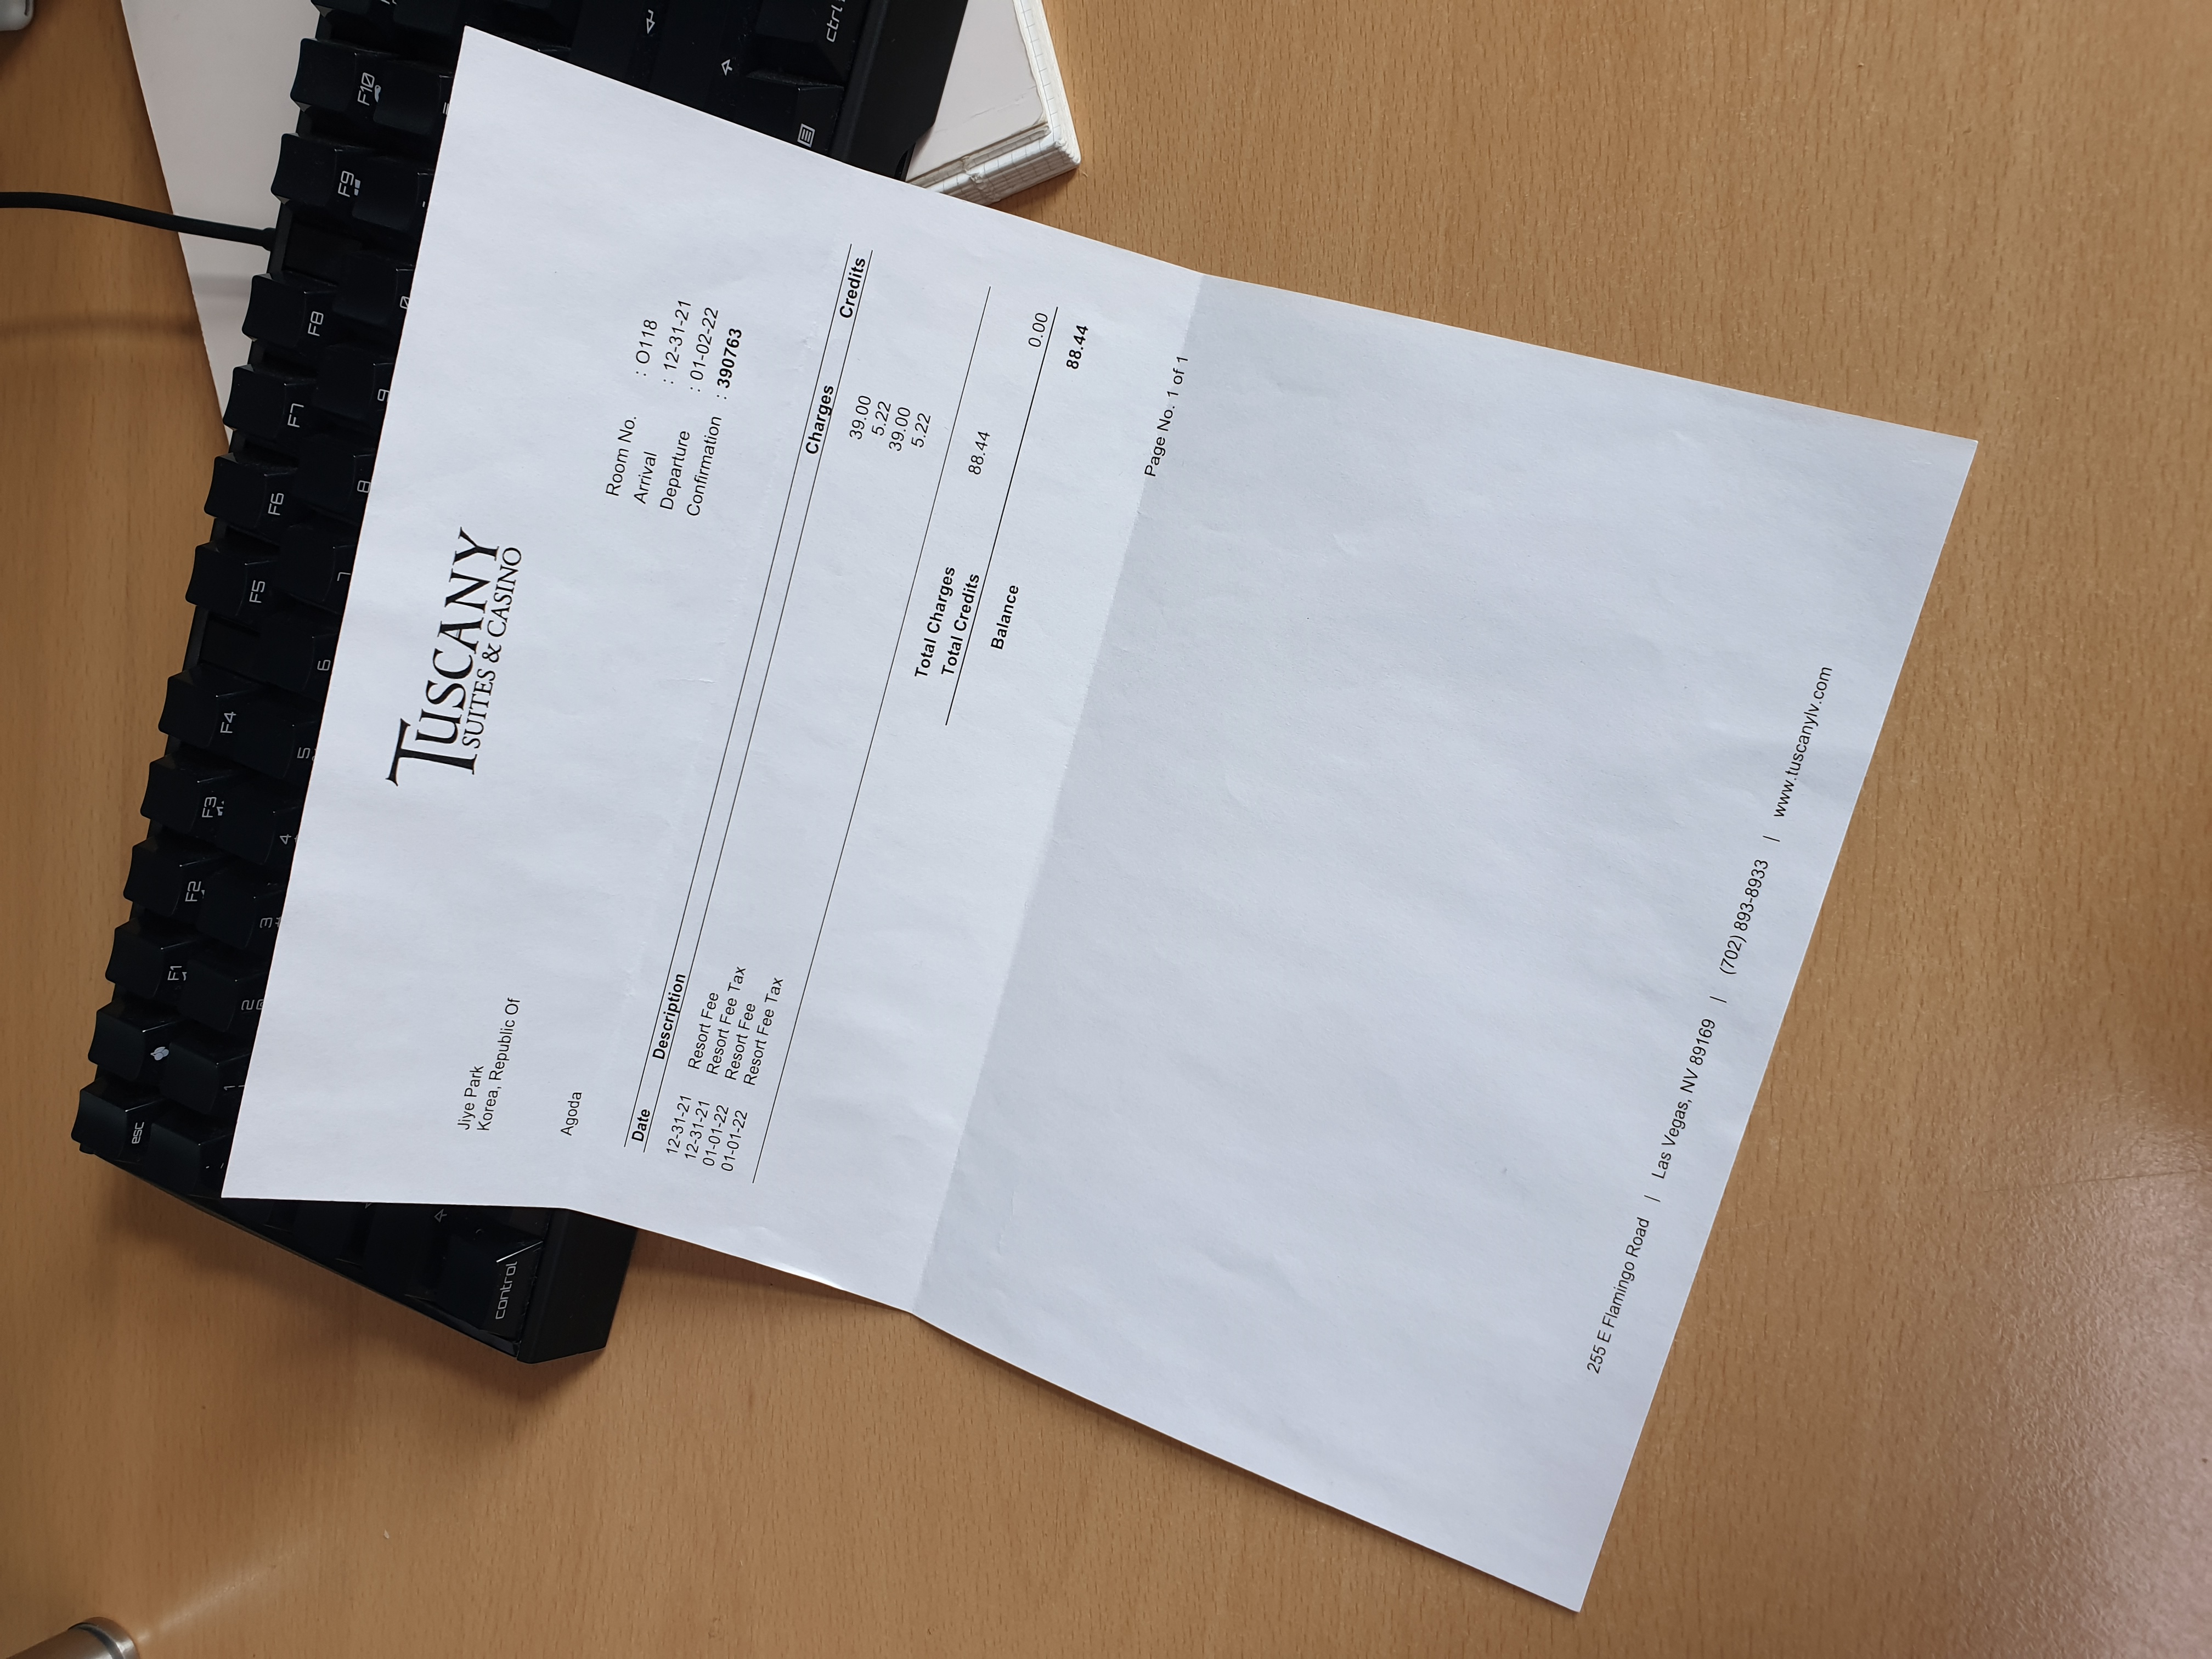 esc
F1
F2
F3
F4
F5
F6
F7
F8
F9
F10
1
2
3
4
5
6
7
8
9
0
control
ctrl
TUSCANY
SUITES & CASINO
Jiye Park
Korea, Republic Of
Agoda
Room No. : O118
Arrival : 12-31-21
Departure : 01-02-22
Confirmation : 390763
Date Description Charges Credits
12-31-21 Resort Fee 39.00
12-31-21 Resort Fee Tax 5.22
01-01-22 Resort Fee 39.00
01-01-22 Resort Fee Tax 5.22
Total Charges 88.44
Total Credits 0.00
Balance 88.44
Page No. 1 of 1
255 E Flamingo Road | Las Vegas, NV 89169 | (702) 893-8933 | www.tuscanylv.com